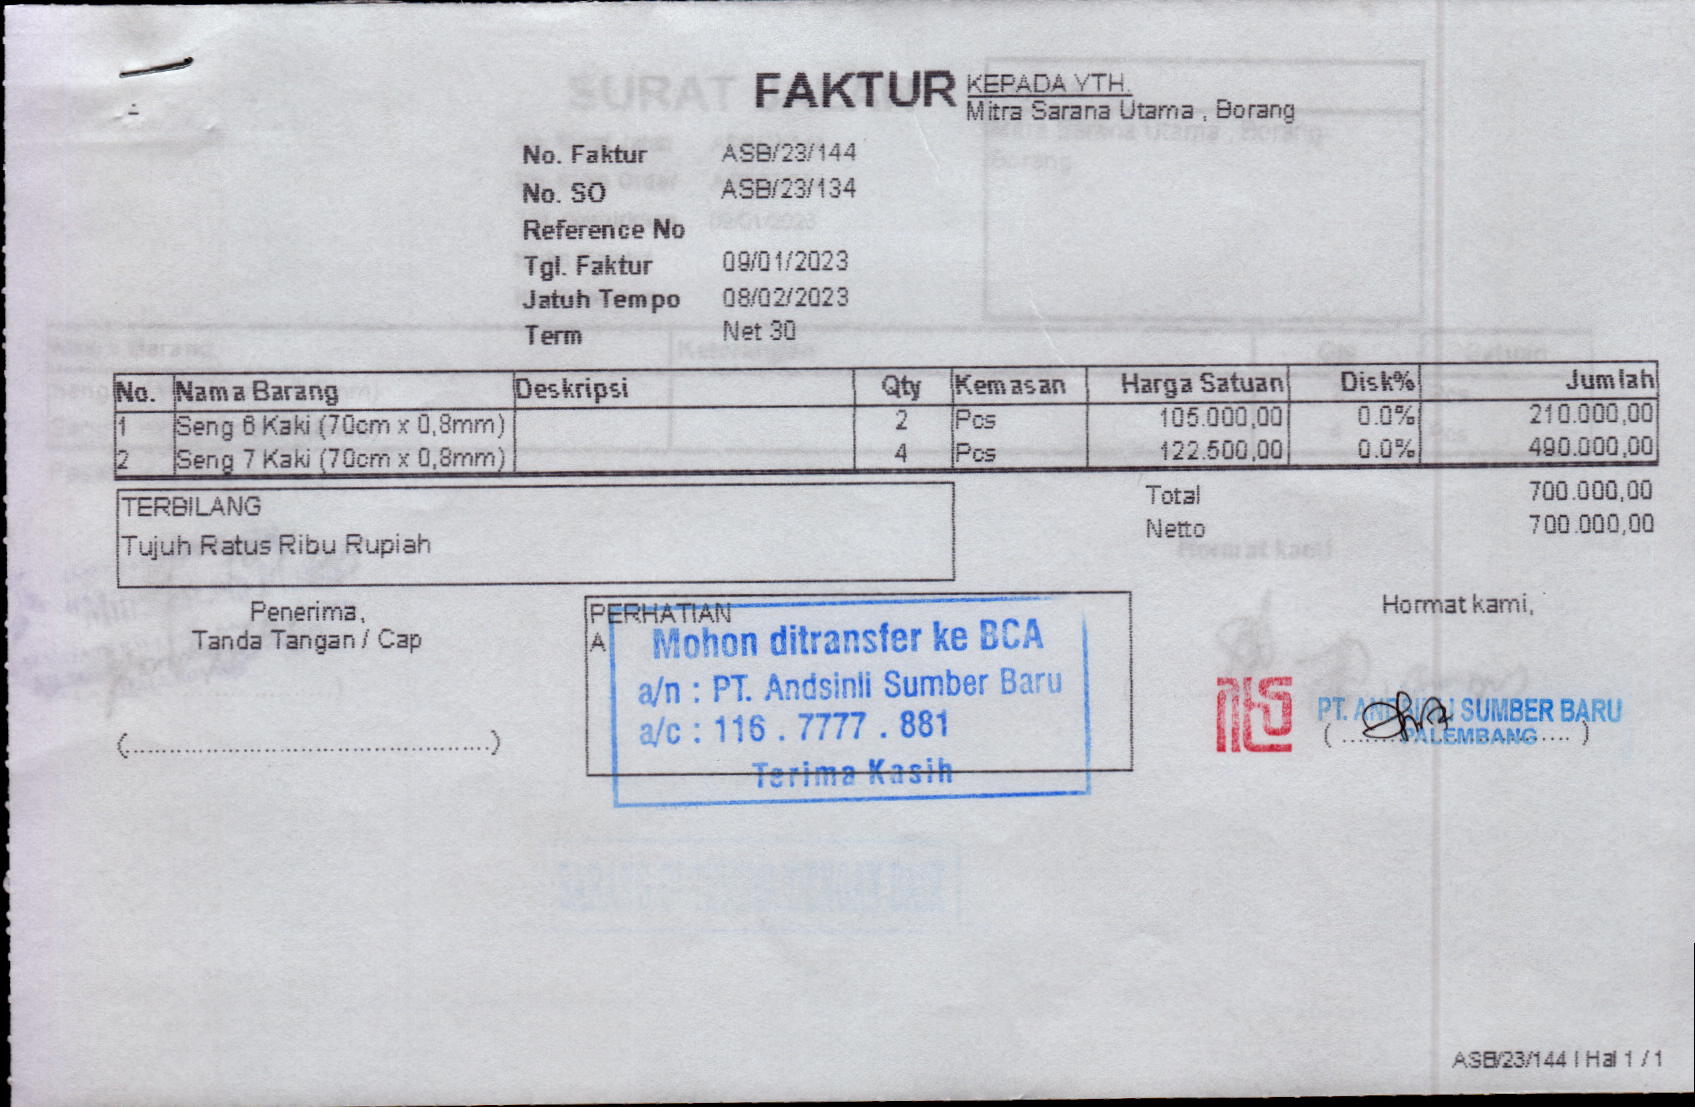 FAKTUR
KEPADA YTH.
Mitra Sarana Utama , Borang
No. Faktur ASB/23/144
No. SO ASB/23/134
Reference No
Tgl. Faktur 09/01/2023
Jatuh Tempo 08/02/2023
Term Net 30
No. Nama Barang Deskripsi Qty Kemasan Harga Satuan Disk% Jumlah
1 Seng 6 Kaki (70cm x 0,8mm) 2 Pcs 105.000,00 0.0% 210.000,00
2 Seng 7 Kaki (70cm x 0,8mm) 4 Pcs 122.500,00 0.0% 490.000,00
TERBILANG
Tujuh Ratus Ribu Rupiah
Total 700.000,00
Netto 700.000,00
Penerima,
Tanda Tangan / Cap
(................................................)
PERHATIAN
A
Mohon ditransfer ke BCA
a/n : PT. Andsinli Sumber Baru
a/c : 116 . 7777 . 881
Terima Kasih
Hormat kami,
PT. ANDSINLI SUMBER BARU
PALEMBANG
ASB/23/144 | Hal 1 / 1